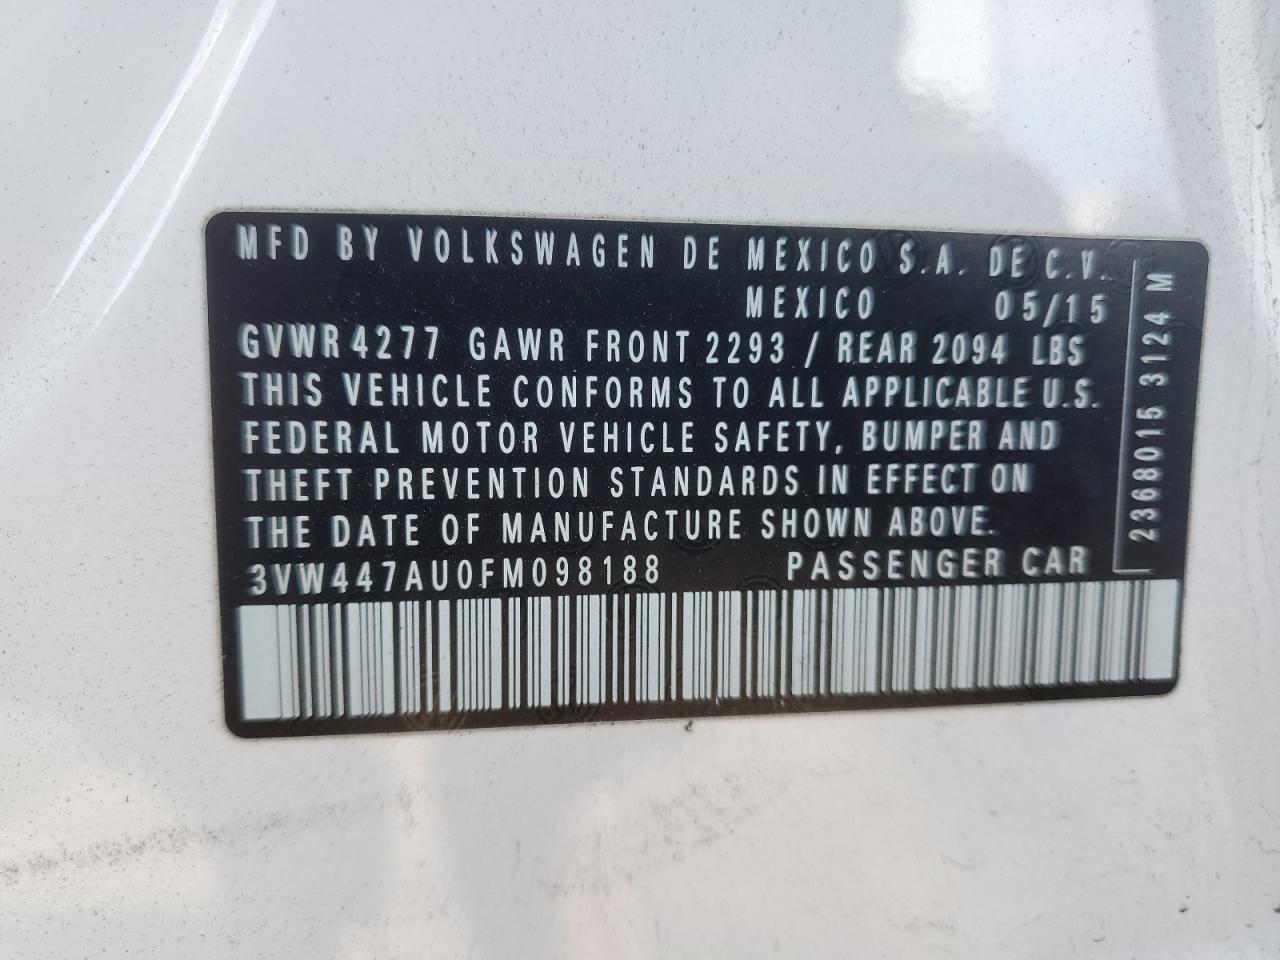 MFD BY VOLKSWAGEN DE MEXICO S.A. DE C.V.
MEXICO 05/15
GVWR 4277 GAWR FRONT 2293 / REAR 2094 LBS
THIS VEHICLE CONFORMS TO ALL APPLICABLE U.S.
FEDERAL MOTOR VEHICLE SAFETY, BUMPER AND
THEFT PREVENTION STANDARDS IN EFFECT ON
THE DATE OF MANUFACTURE SHOWN ABOVE.
3VW447AU0FM098188 PASSENGER CAR
2368015 3124 M